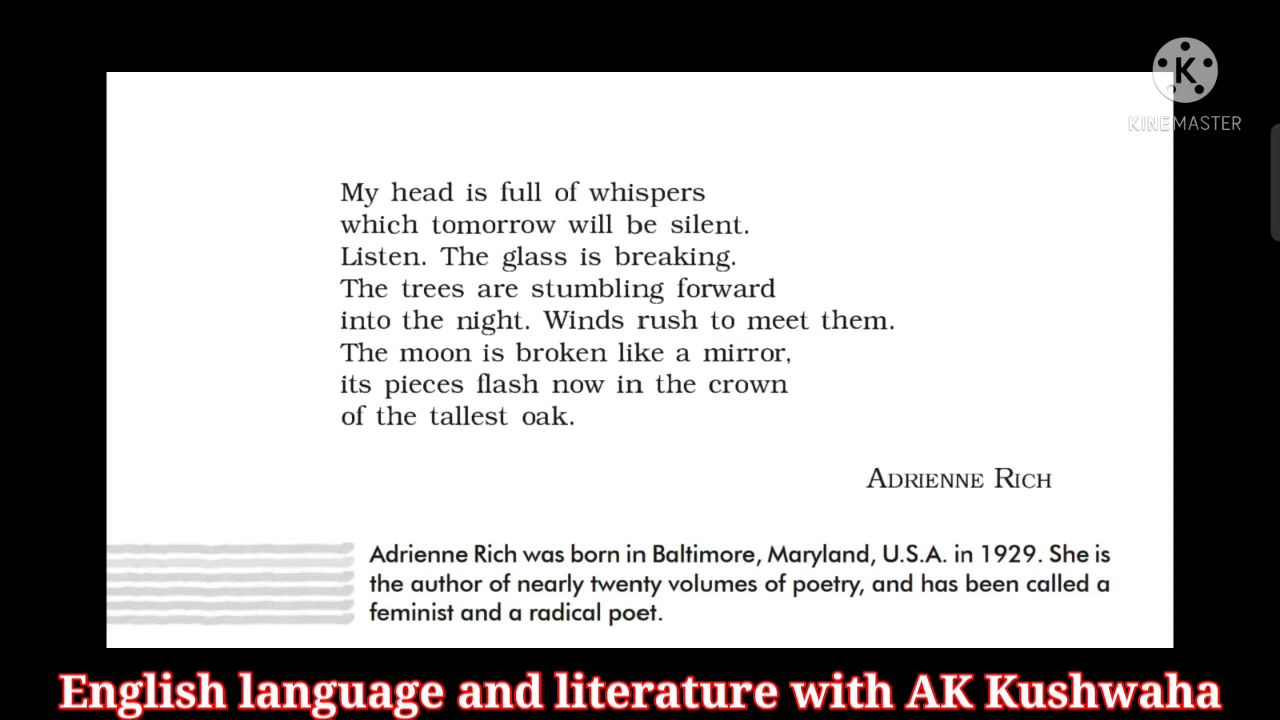 K
KINEMASTER
My head is full of whispers
which tomorrow will be silent.
Listen. The glass is breaking.
The trees are stumbling forward
into the night. Winds rush to meet them.
The moon is broken like a mirror,
its pieces flash now in the crown
of the tallest oak.
ADRIENNE RICH
Adrienne Rich was born in Baltimore, Maryland, U.S.A. in 1929. She is
the author of nearly twenty volumes of poetry, and has been called a
feminist and a radical poet.
English language and literature with AK Kushwaha